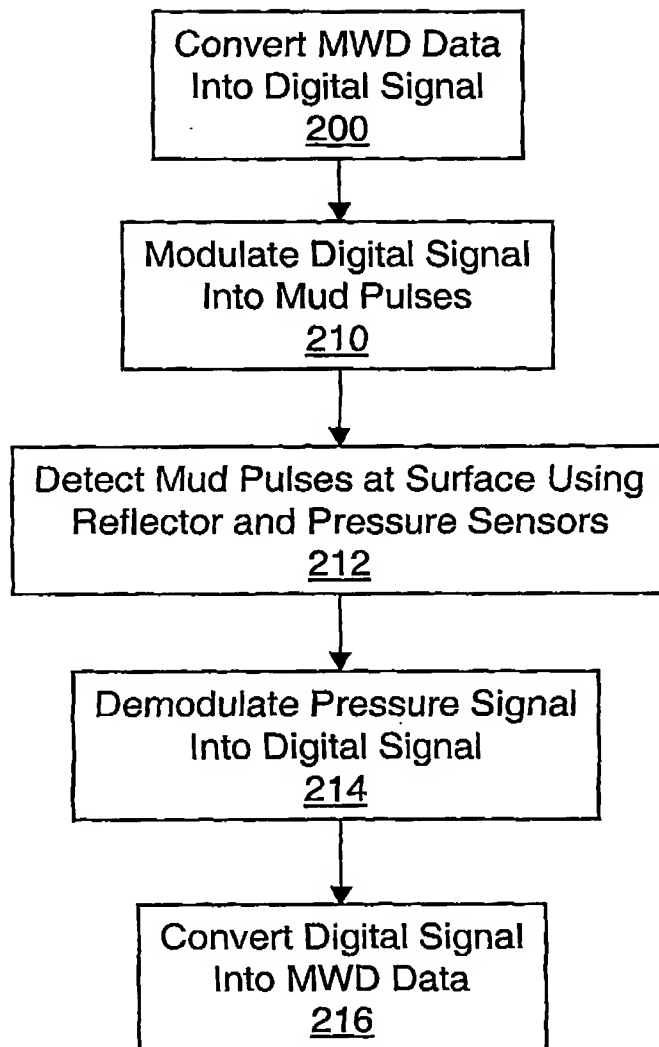 Convert MWD Data
Into Digital Signal
200
Modulate Digital Signal
Into Mud Pulses
210
Detect Mud Pulses at Surface Using
Reflector and Pressure Sensors
212
Demodulate Pressure Signal
Into Digital Signal
214
Convert Digital Signal
Into MWD Data
216